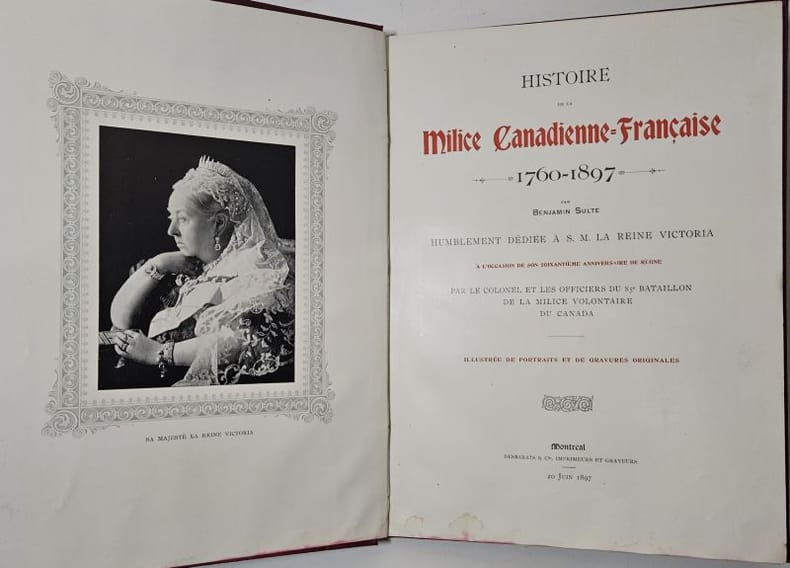 SA MAJESTÉ LA REINE VICTORIA
HISTOIRE
DE LA
Milice Canadienne=Française
1760-1897
PAR
BENJAMIN SULTE
HUMBLEMENT DÉDIÉE À S. M. LA REINE VICTORIA
À L'OCCASION DE SON SOIXANTIÈME ANNIVERSAIRE DE RÈGNE
PAR LE COLONEL ET LES OFFICIERS DU 85e BATAILLON
DE LA MILICE VOLONTAIRE
DU CANADA
ILLUSTRÉE DE PORTRAITS ET DE GRAVURES ORIGINALES
Montreal
DESBARATS & Cie, IMPRIMEURS ET GRAVEURS
20 JUIN 1897